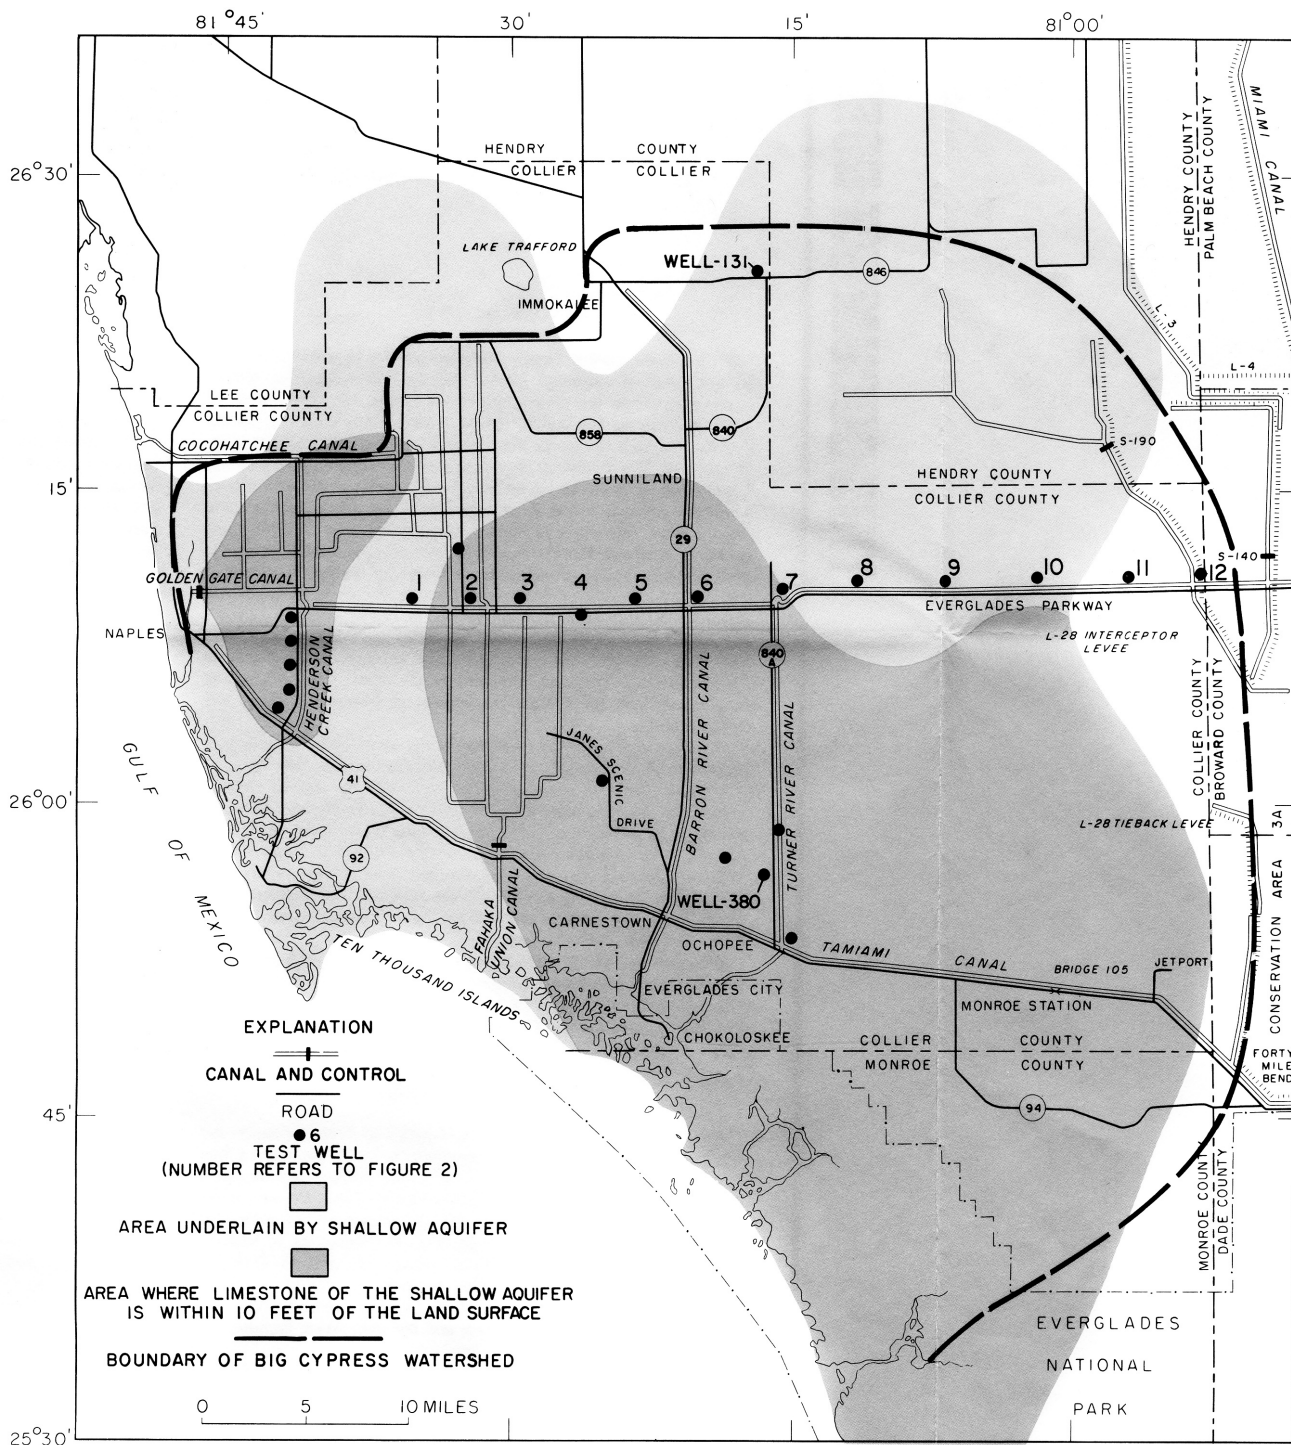 81°45'
30'
15'
81°00'
26°30'
HENDRY COUNTY
COLLIER COLLIER
HENDRY COUNTY
PALM BEACH COUNTY
MIAMI CANAL
LAKE TRAFFORD
WELL-131
846
IMMOKALEE
L-3
L-4
LEE COUNTY
COLLIER COUNTY
COCOHATCHEE CANAL
858
840
S-190
SUNNILAND
HENDRY COUNTY
COLLIER COUNTY
15'
29
S-140
GOLDEN GATE CANAL
1 2 3 4 5 6 7 8 9 10 11 12
EVERGLADES PARKWAY
NAPLES
L-28 INTERCEPTOR
LEVEE
840
A
HENDERSON
CREEK CANAL
BARRON RIVER CANAL
TURNER RIVER CANAL
COLLIER COUNTY
BROWARD COUNTY
JANES SCENIC
DRIVE
GULF OF MEXICO
41
26°00'
L-28 TIEBACK LEVEE
3A
92
WELL-380
CONSERVATION AREA
FAHAKA
UNION CANAL
CARNESTOWN
OCHOPEE
TAMIAMI CANAL
BRIDGE 105
JETPORT
TEN THOUSAND ISLANDS
EVERGLADES CITY
MONROE STATION
CHOKOLOSKEE
COLLIER COUNTY
MONROE COUNTY
FORTY
MILE
BEND
94
45'
EXPLANATION
CANAL AND CONTROL
ROAD
6
TEST WELL
(NUMBER REFERS TO FIGURE 2)
AREA UNDERLAIN BY SHALLOW AQUIFER
AREA WHERE LIMESTONE OF THE SHALLOW AQUIFER
IS WITHIN 10 FEET OF THE LAND SURFACE
BOUNDARY OF BIG CYPRESS WATERSHED
0 5 10 MILES
MONROE COUNTY
DADE COUNTY
EVERGLADES
NATIONAL
PARK
25°30'